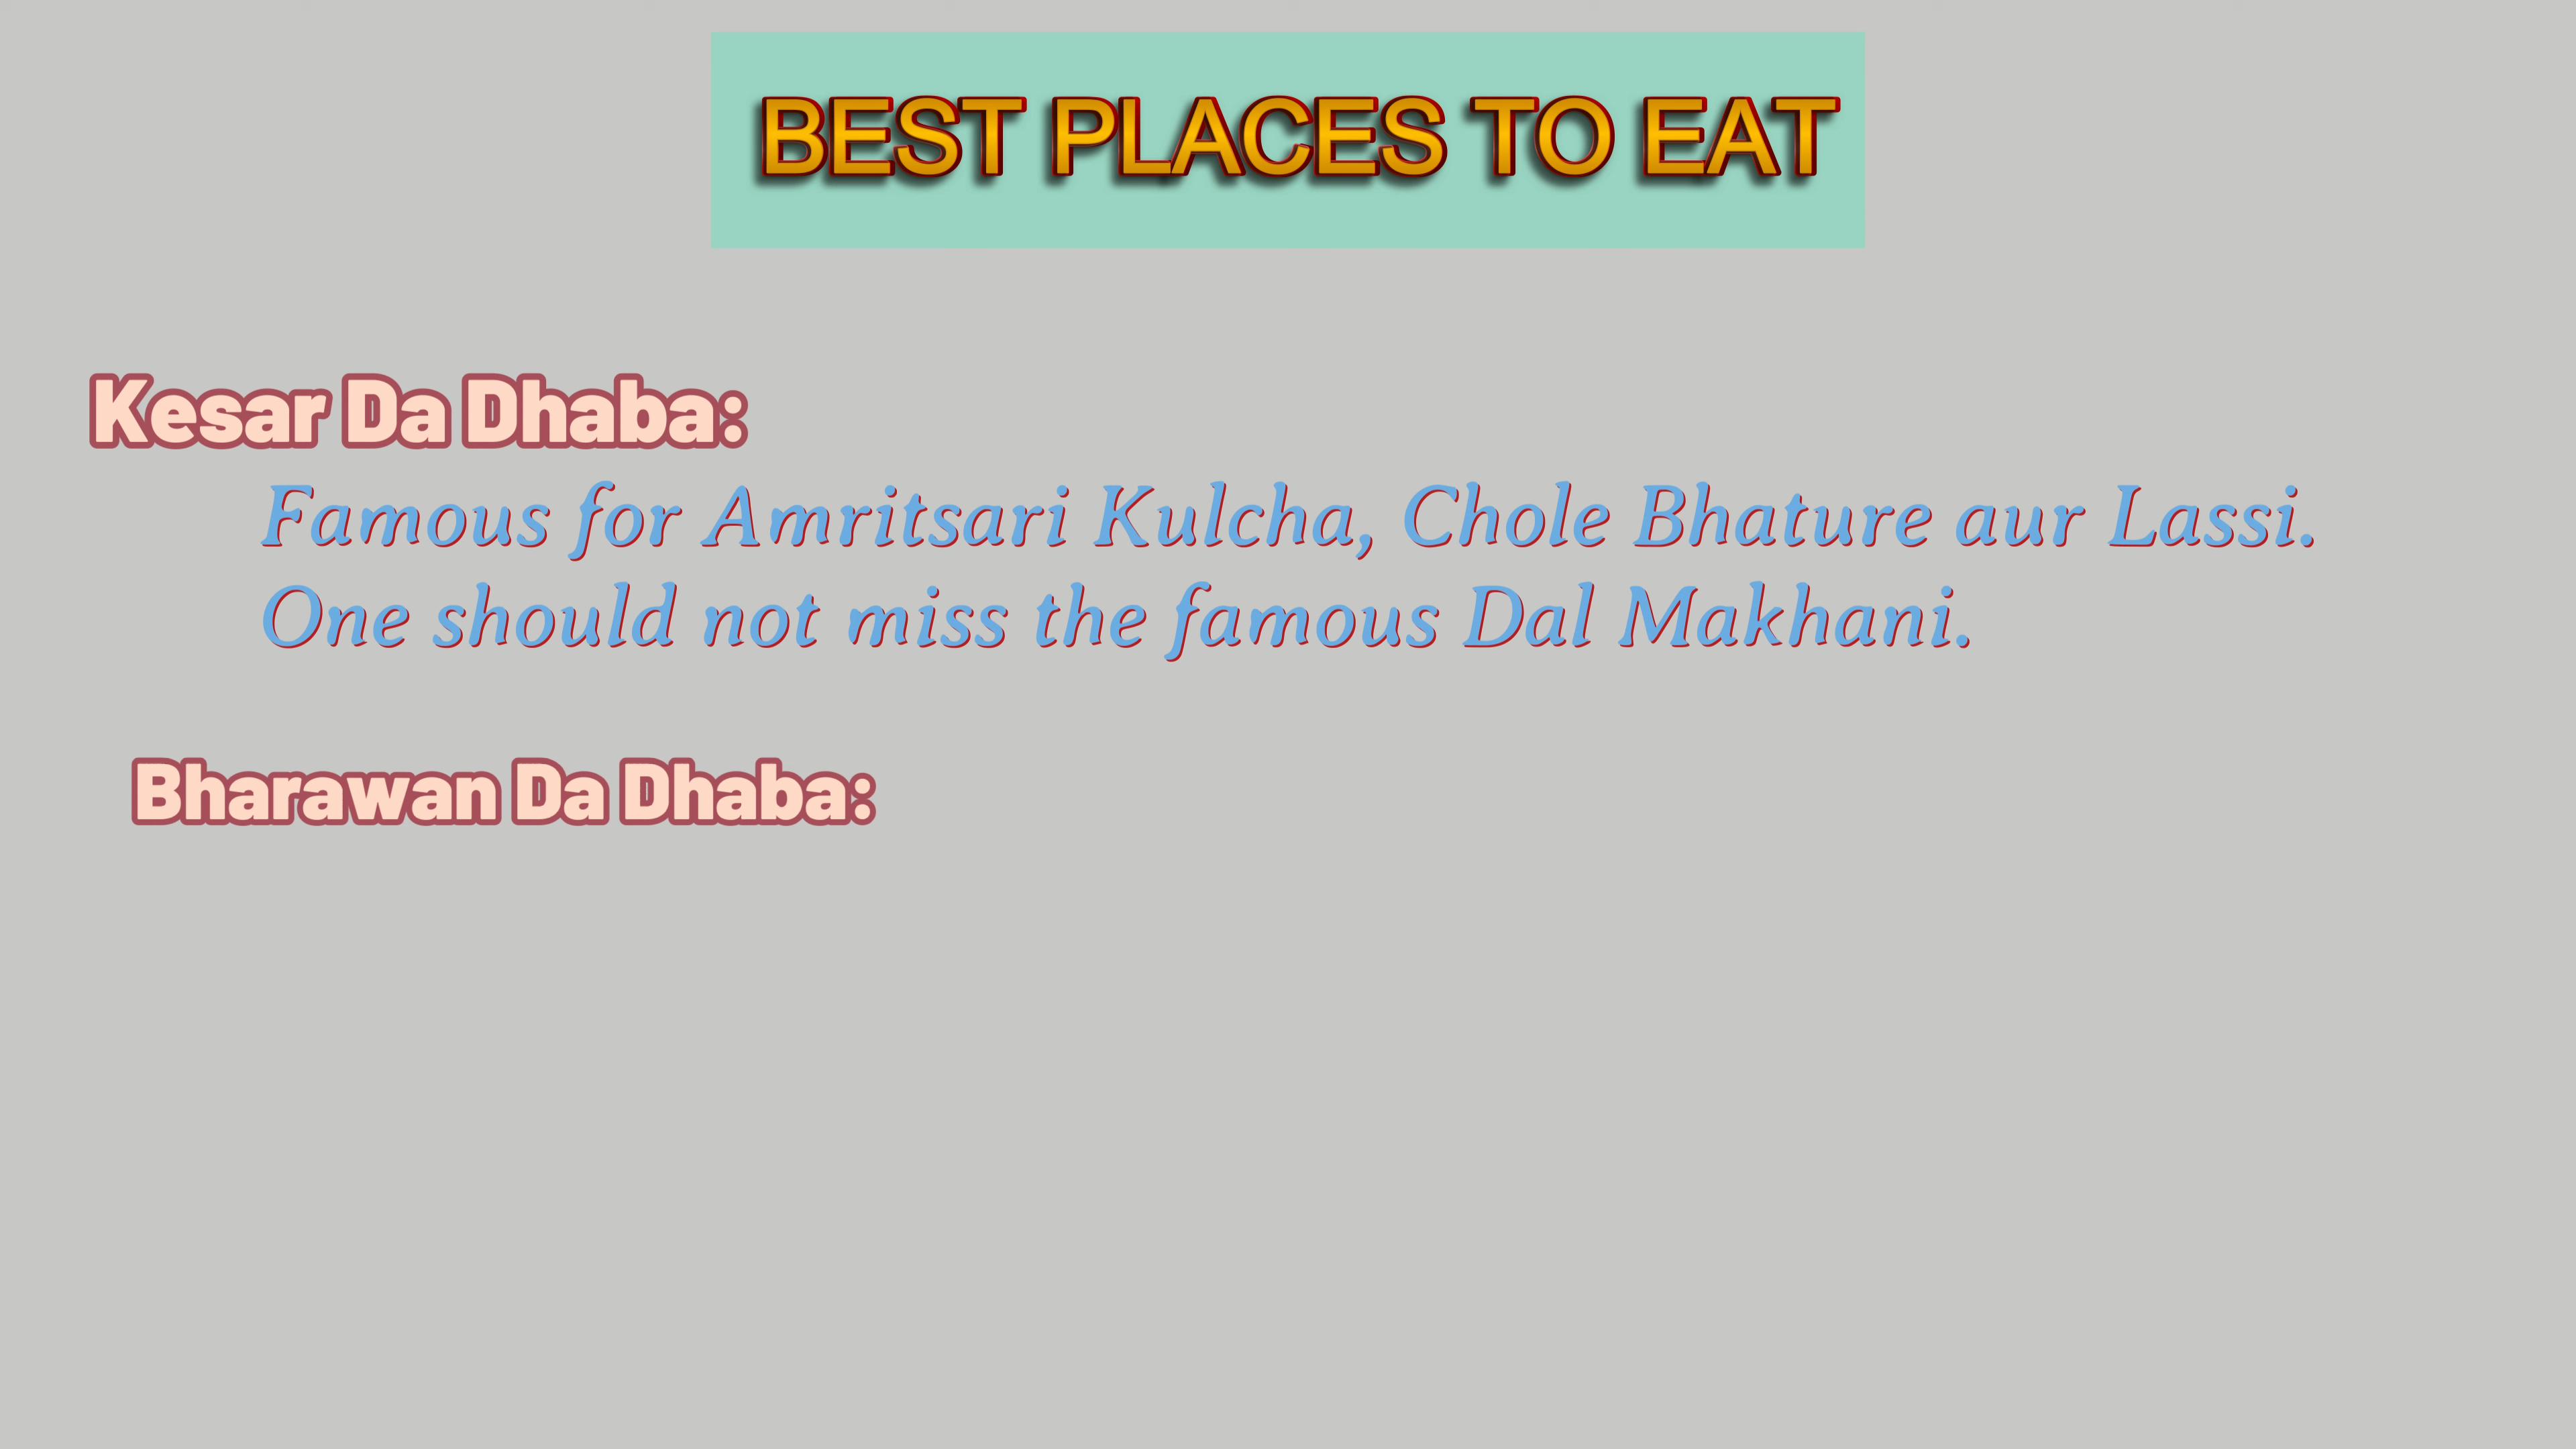 BEST PLACES TO EAT
Kesar Da Dhaba:
Famous for Amritsari Kulcha, Chole Bhature aur Lassi.
One should not miss the famous Dal Makhani.
Bharawan Da Dhaba: